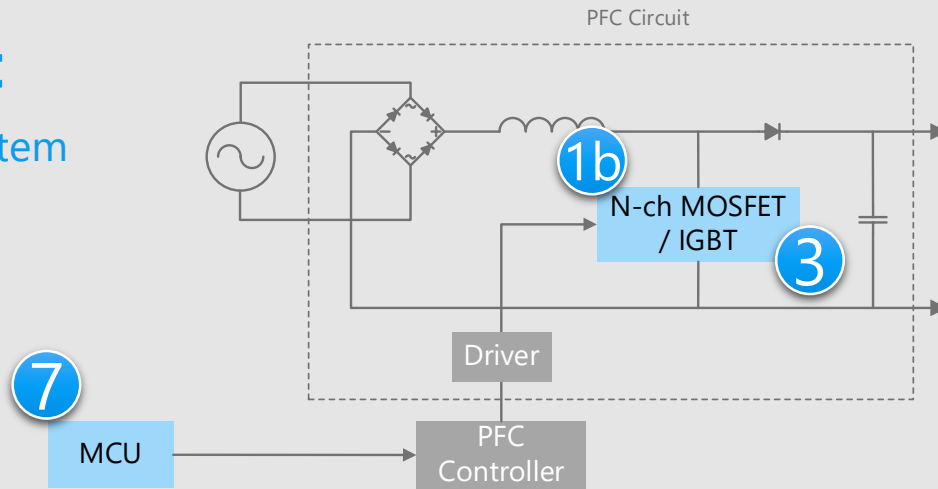 PFC Circuit
tem
1b
N-ch MOSFET
/ IGBT
3
Driver
7
MCU
PFC
Controller